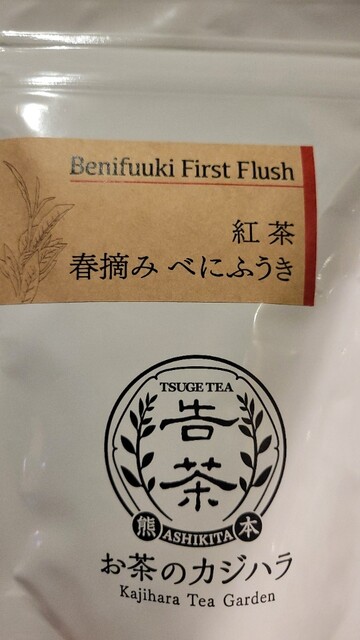 Benifuuki First Flush
紅茶
春摘み べにふうき
TSUGE TEA
告茶
熊 ASHIKITA 本
お茶のカジハラ
Kajihara Tea Garden